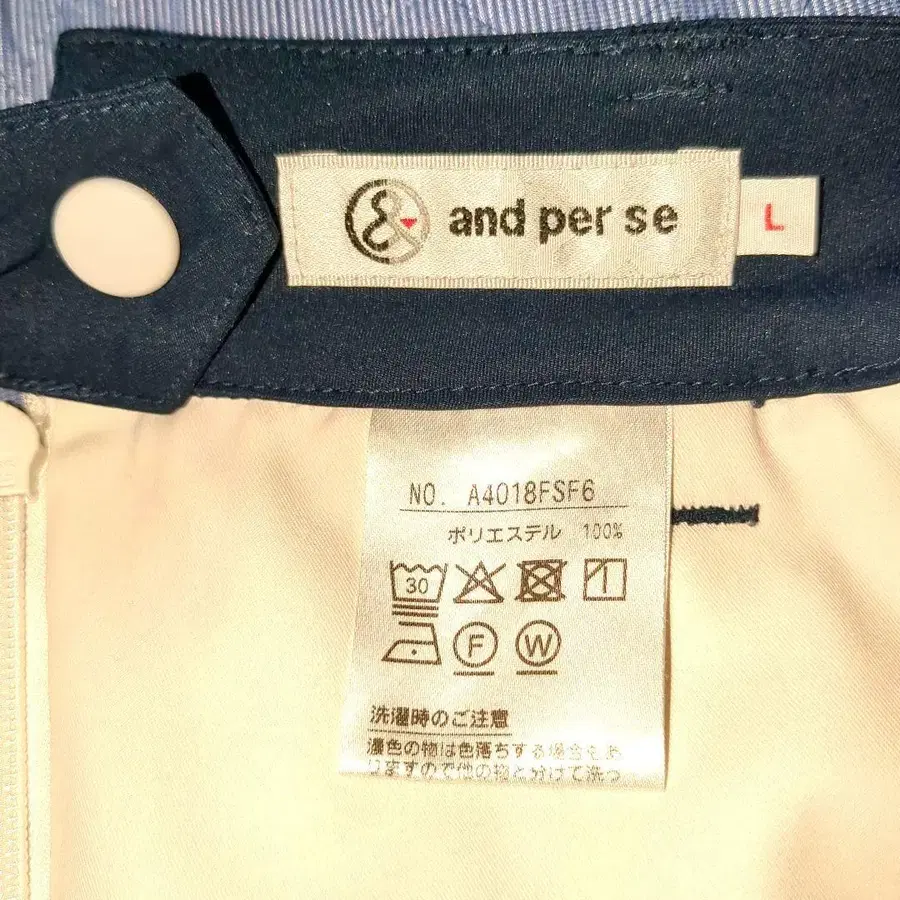 and per se
L
NO. A4018FSF6
ポリエステル 100%
30
F
W
洗濯時のご注意
濃色の物は色落ちする場合もあ
りますので他の物と分けて洗っ